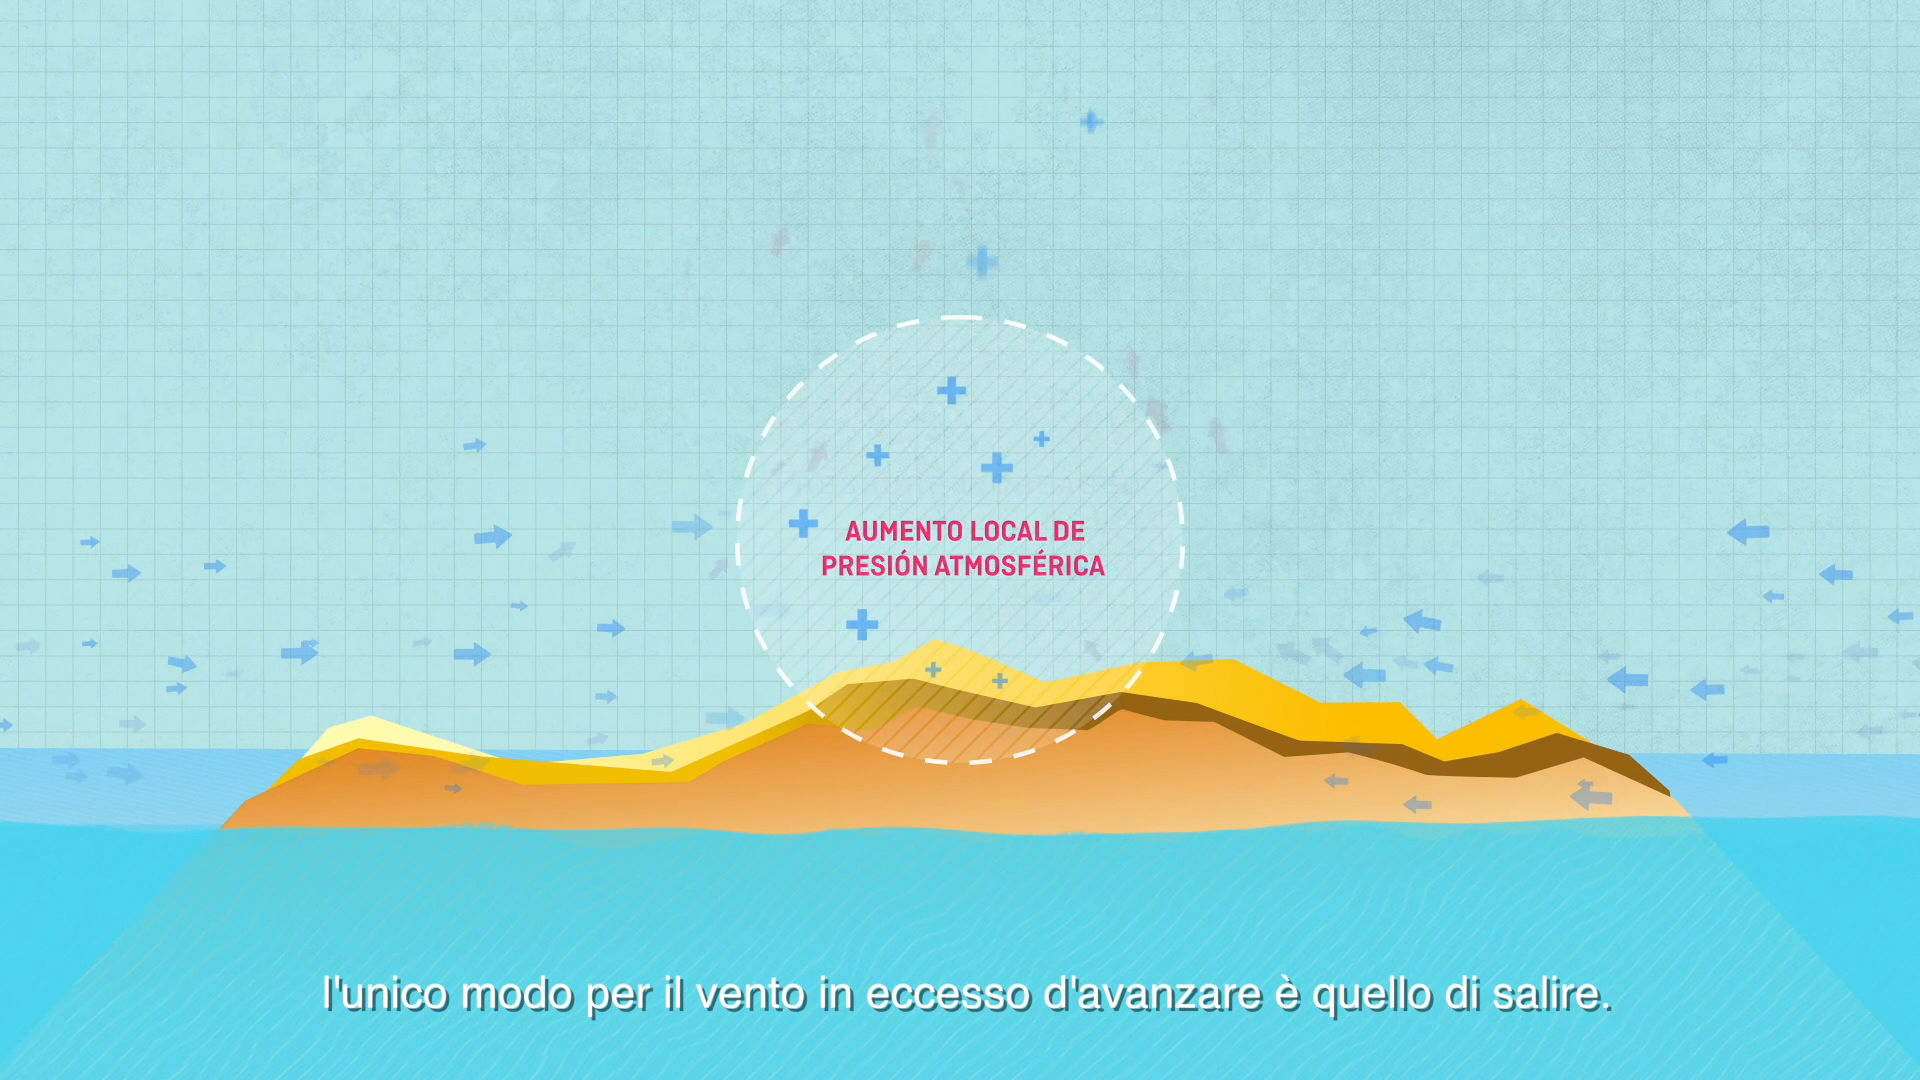 AUMENTO LOCAL DE
PRESIÓN ATMOSFÉRICA
l'unico modo per il vento in eccesso d'avanzare è quello di salire.